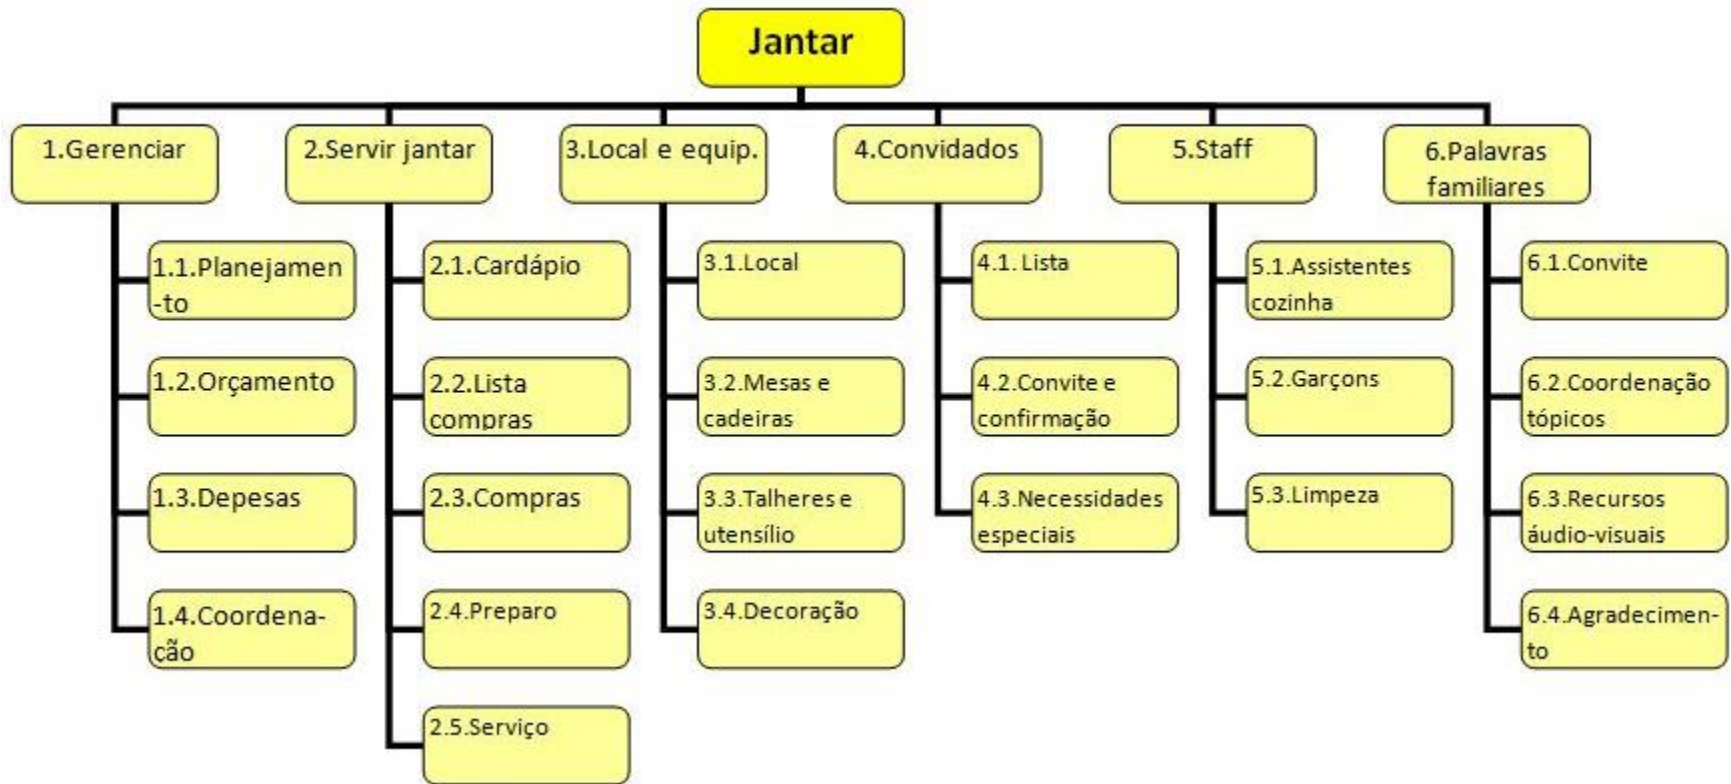 Jantar
1.Gerenciar
1.1.Planejamen
-to
1.2.Orçamento
1.3.Depesas
1.4.Coordena-
ção
2.Servir jantar
2.1.Cardápio
2.2.Lista
compras
2.3.Compras
2.4.Preparo
2.5.Serviço
3.Local e equip.
3.1.Local
3.2.Mesas e
cadeiras
3.3.Talheres e
utensílio
3.4.Decoração
4.Convidados
4.1. Lista
4.2.Convite e
confirmação
4.3.Necessidades
especiais
5.Staff
5.1.Assistentes
cozinha
5.2.Garçons
5.3.Limpeza
6.Palavras
familiares
6.1.Convite
6.2.Coordenação
tópicos
6.3.Recursos
áudio-visuais
6.4.Agradecimen-
to